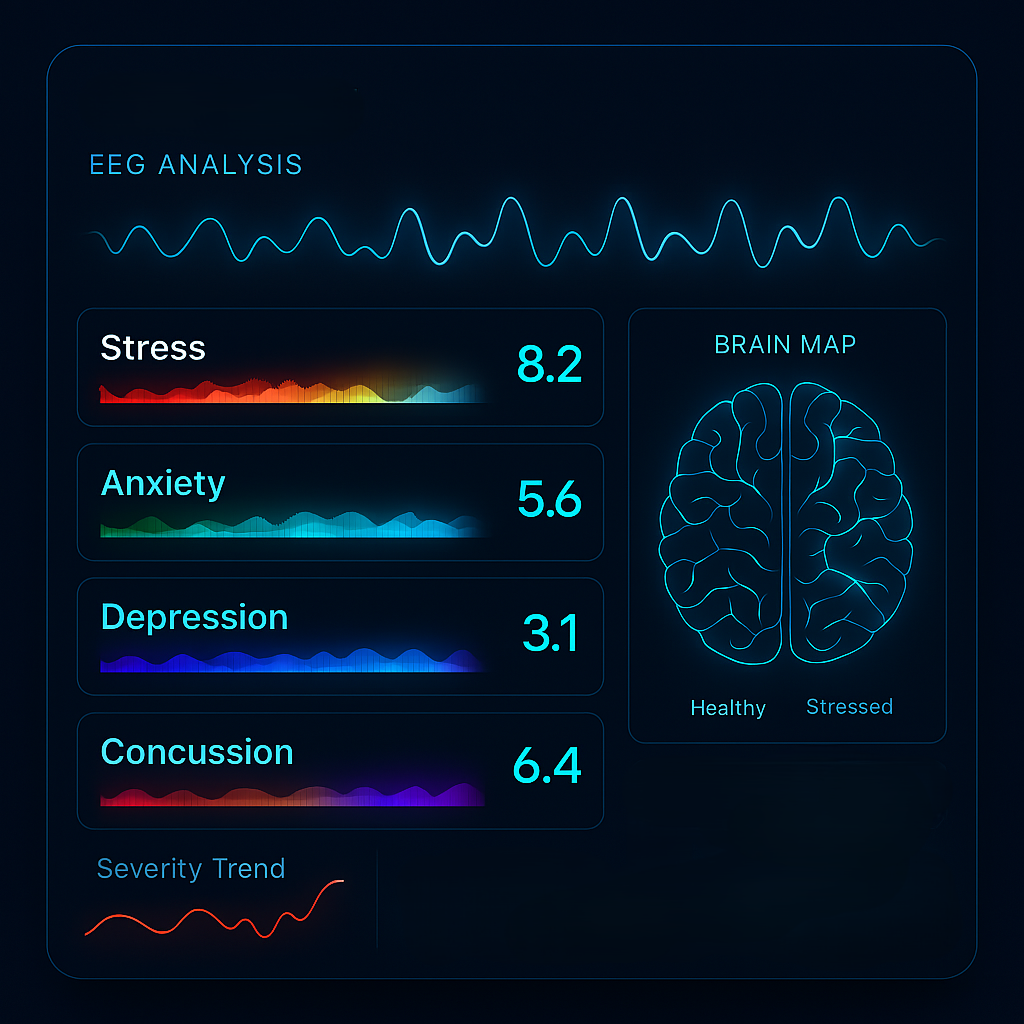 EEG ANALYSIS
Stress
8.2
Anxiety
5.6
Depression
3.1
Concussion
6.4
BRAIN MAP
Healthy
Stressed
Severity Trend